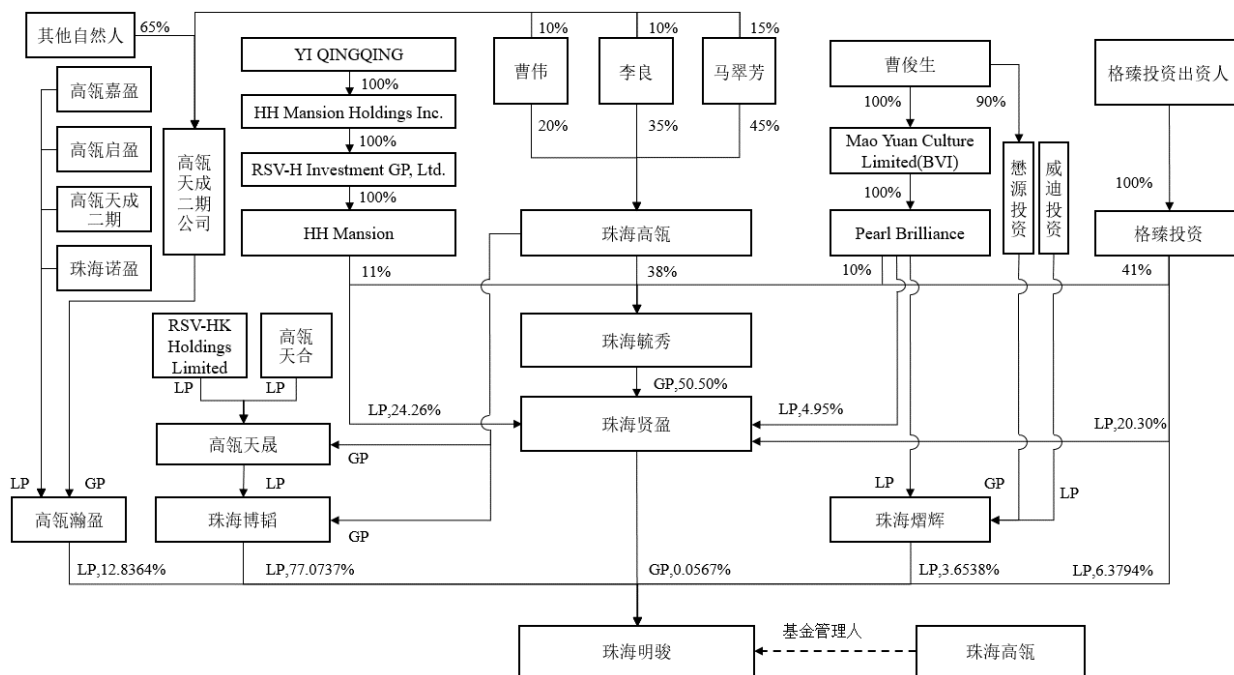 其他自然人
65%
10%
10%
15%
YI QINGQING
曹伟
李良
马翠芳
曹俊生
格臻投资出资人
高瓴嘉盈
100%
100%
90%
HH Mansion Holdings Inc.
20%
35%
45%
高瓴启盈
高瓴
天成
二期
公司
100%
Mao Yuan Culture
Limited(BVI)
懋源投资
威迪投资
RSV-H Investment GP, Ltd.
100%
高瓴天成
二期
100%
100%
HH Mansion
珠海高瓴
Pearl Brilliance
格臻投资
珠海诺盈
11%
38%
10%
41%
RSV-HK
Holdings
Limited
高瓴
天合
珠海毓秀
LP
LP
GP,50.50%
LP,24.26%
珠海贤盈
LP,4.95%
LP,20.30%
高瓴天晟
GP
LP
GP
LP
LP
GP
LP
高瓴瀚盈
珠海博韬
GP
珠海熠辉
LP,12.8364%
LP,77.0737%
GP,0.0567%
LP,3.6538%
LP,6.3794%
珠海明骏
基金管理人
珠海高瓴